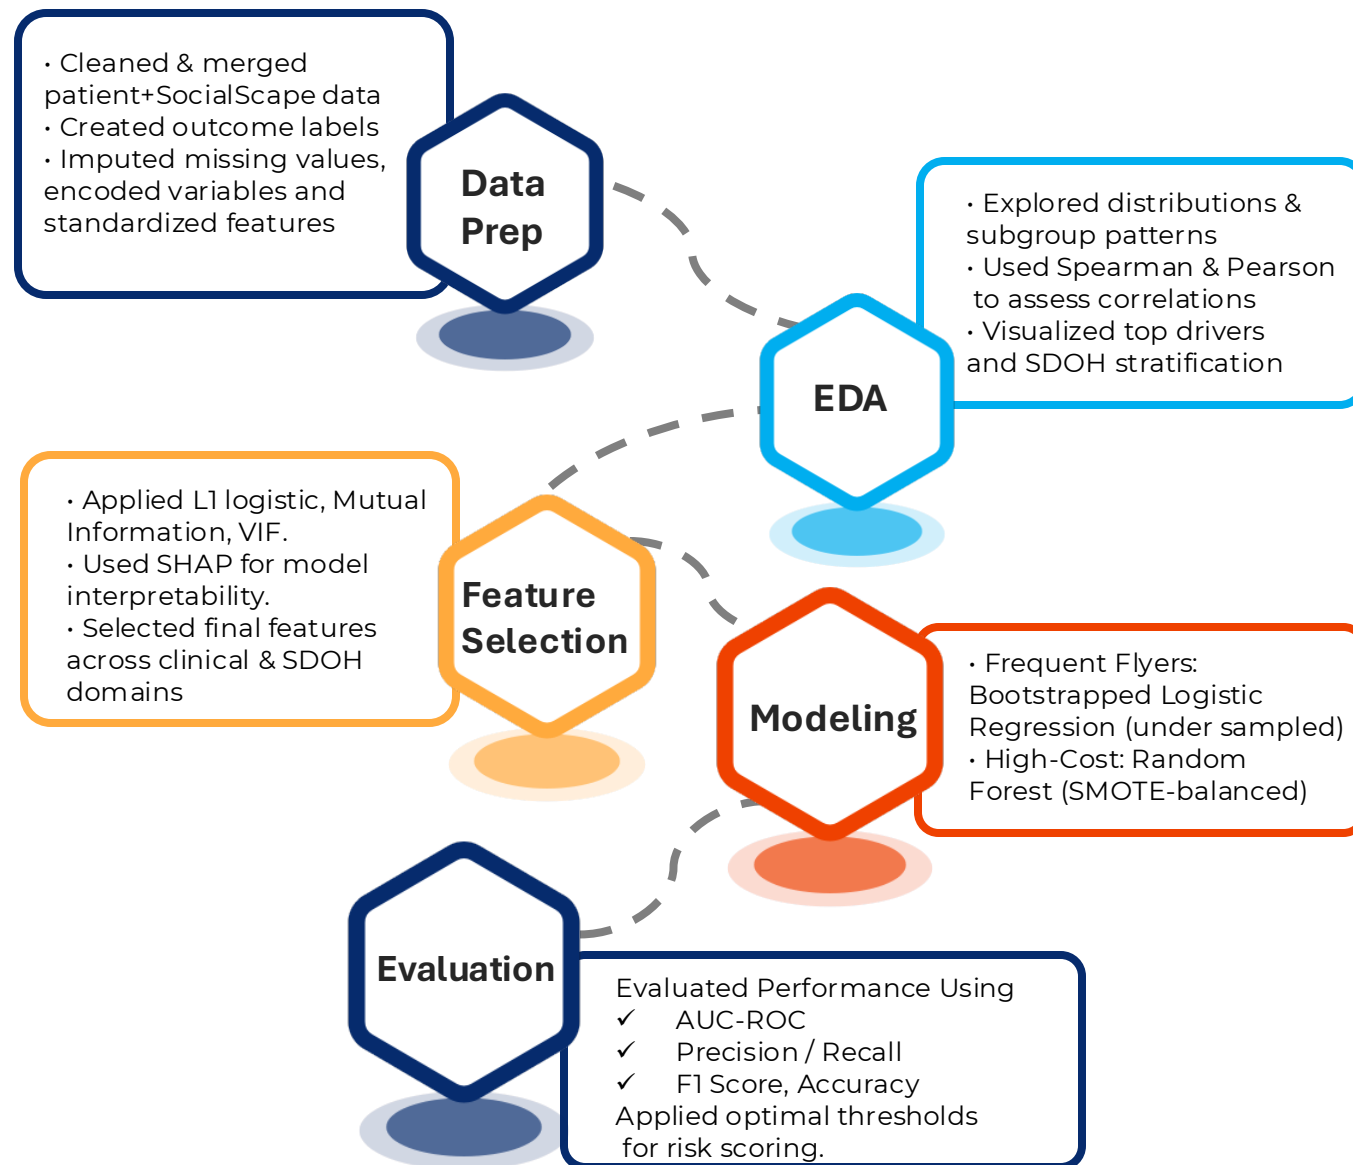 • Cleaned & merged
patient+SocialScape data
• Created outcome labels
• Imputed missing values,
encoded variables and
standardized features
Data
Prep
• Explored distributions &
subgroup patterns
• Used Spearman & Pearson
to assess correlations
• Visualized top drivers
and SDOH stratification
EDA
• Applied L1 logistic, Mutual
Information, VIF.
• Used SHAP for model
interpretability.
• Selected final features
across clinical & SDOH
domains
Feature
Selection
Modeling
• Frequent Flyers:
Bootstrapped Logistic
Regression (under sampled)
• High-Cost: Random
Forest (SMOTE-balanced)
Evaluation
Evaluated Performance Using
✓ AUC-ROC
✓ Precision / Recall
✓ F1 Score, Accuracy
Applied optimal thresholds
for risk scoring.